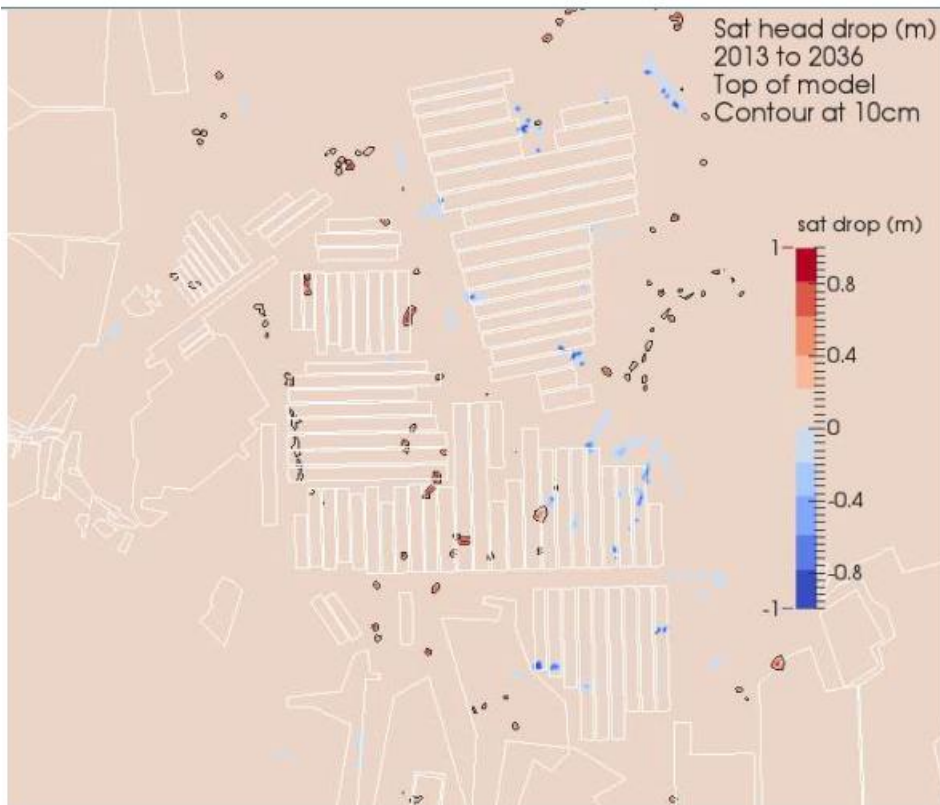 Sat head drop (m)
2013 to 2036
Top of model
Contour at 10cm
sat drop (m)
1
0.8
0.4
0
-0.4
-0.8
-1